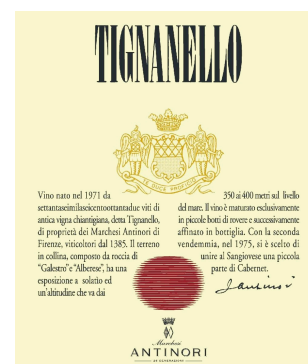 TIGNANELLO
TE DUCE PROFICIO
Vino nato nel 1971 da
settantaseimilaseicentoottantadue viti di
antica vigna chiantigiana, detta Tignanello,
di proprietà dei Marchesi Antinori di
Firenze, viticoltori dal 1385. Il terreno
in collina, composto da roccia di
"Galestro" e "Alberese", ha una
esposizione a solatio ed
un'altitudine che va dai
350 ai 400 metri sul livello
del mare. Il vino è maturato esclusivamente
in piccole botti di rovere e successivamente
affinato in bottiglia. Con la seconda
vendemmia, nel 1975, si è scelto di
unire al Sangiovese una piccola
parte di Cabernet.
Antinori
Marchesi
ANTINORI